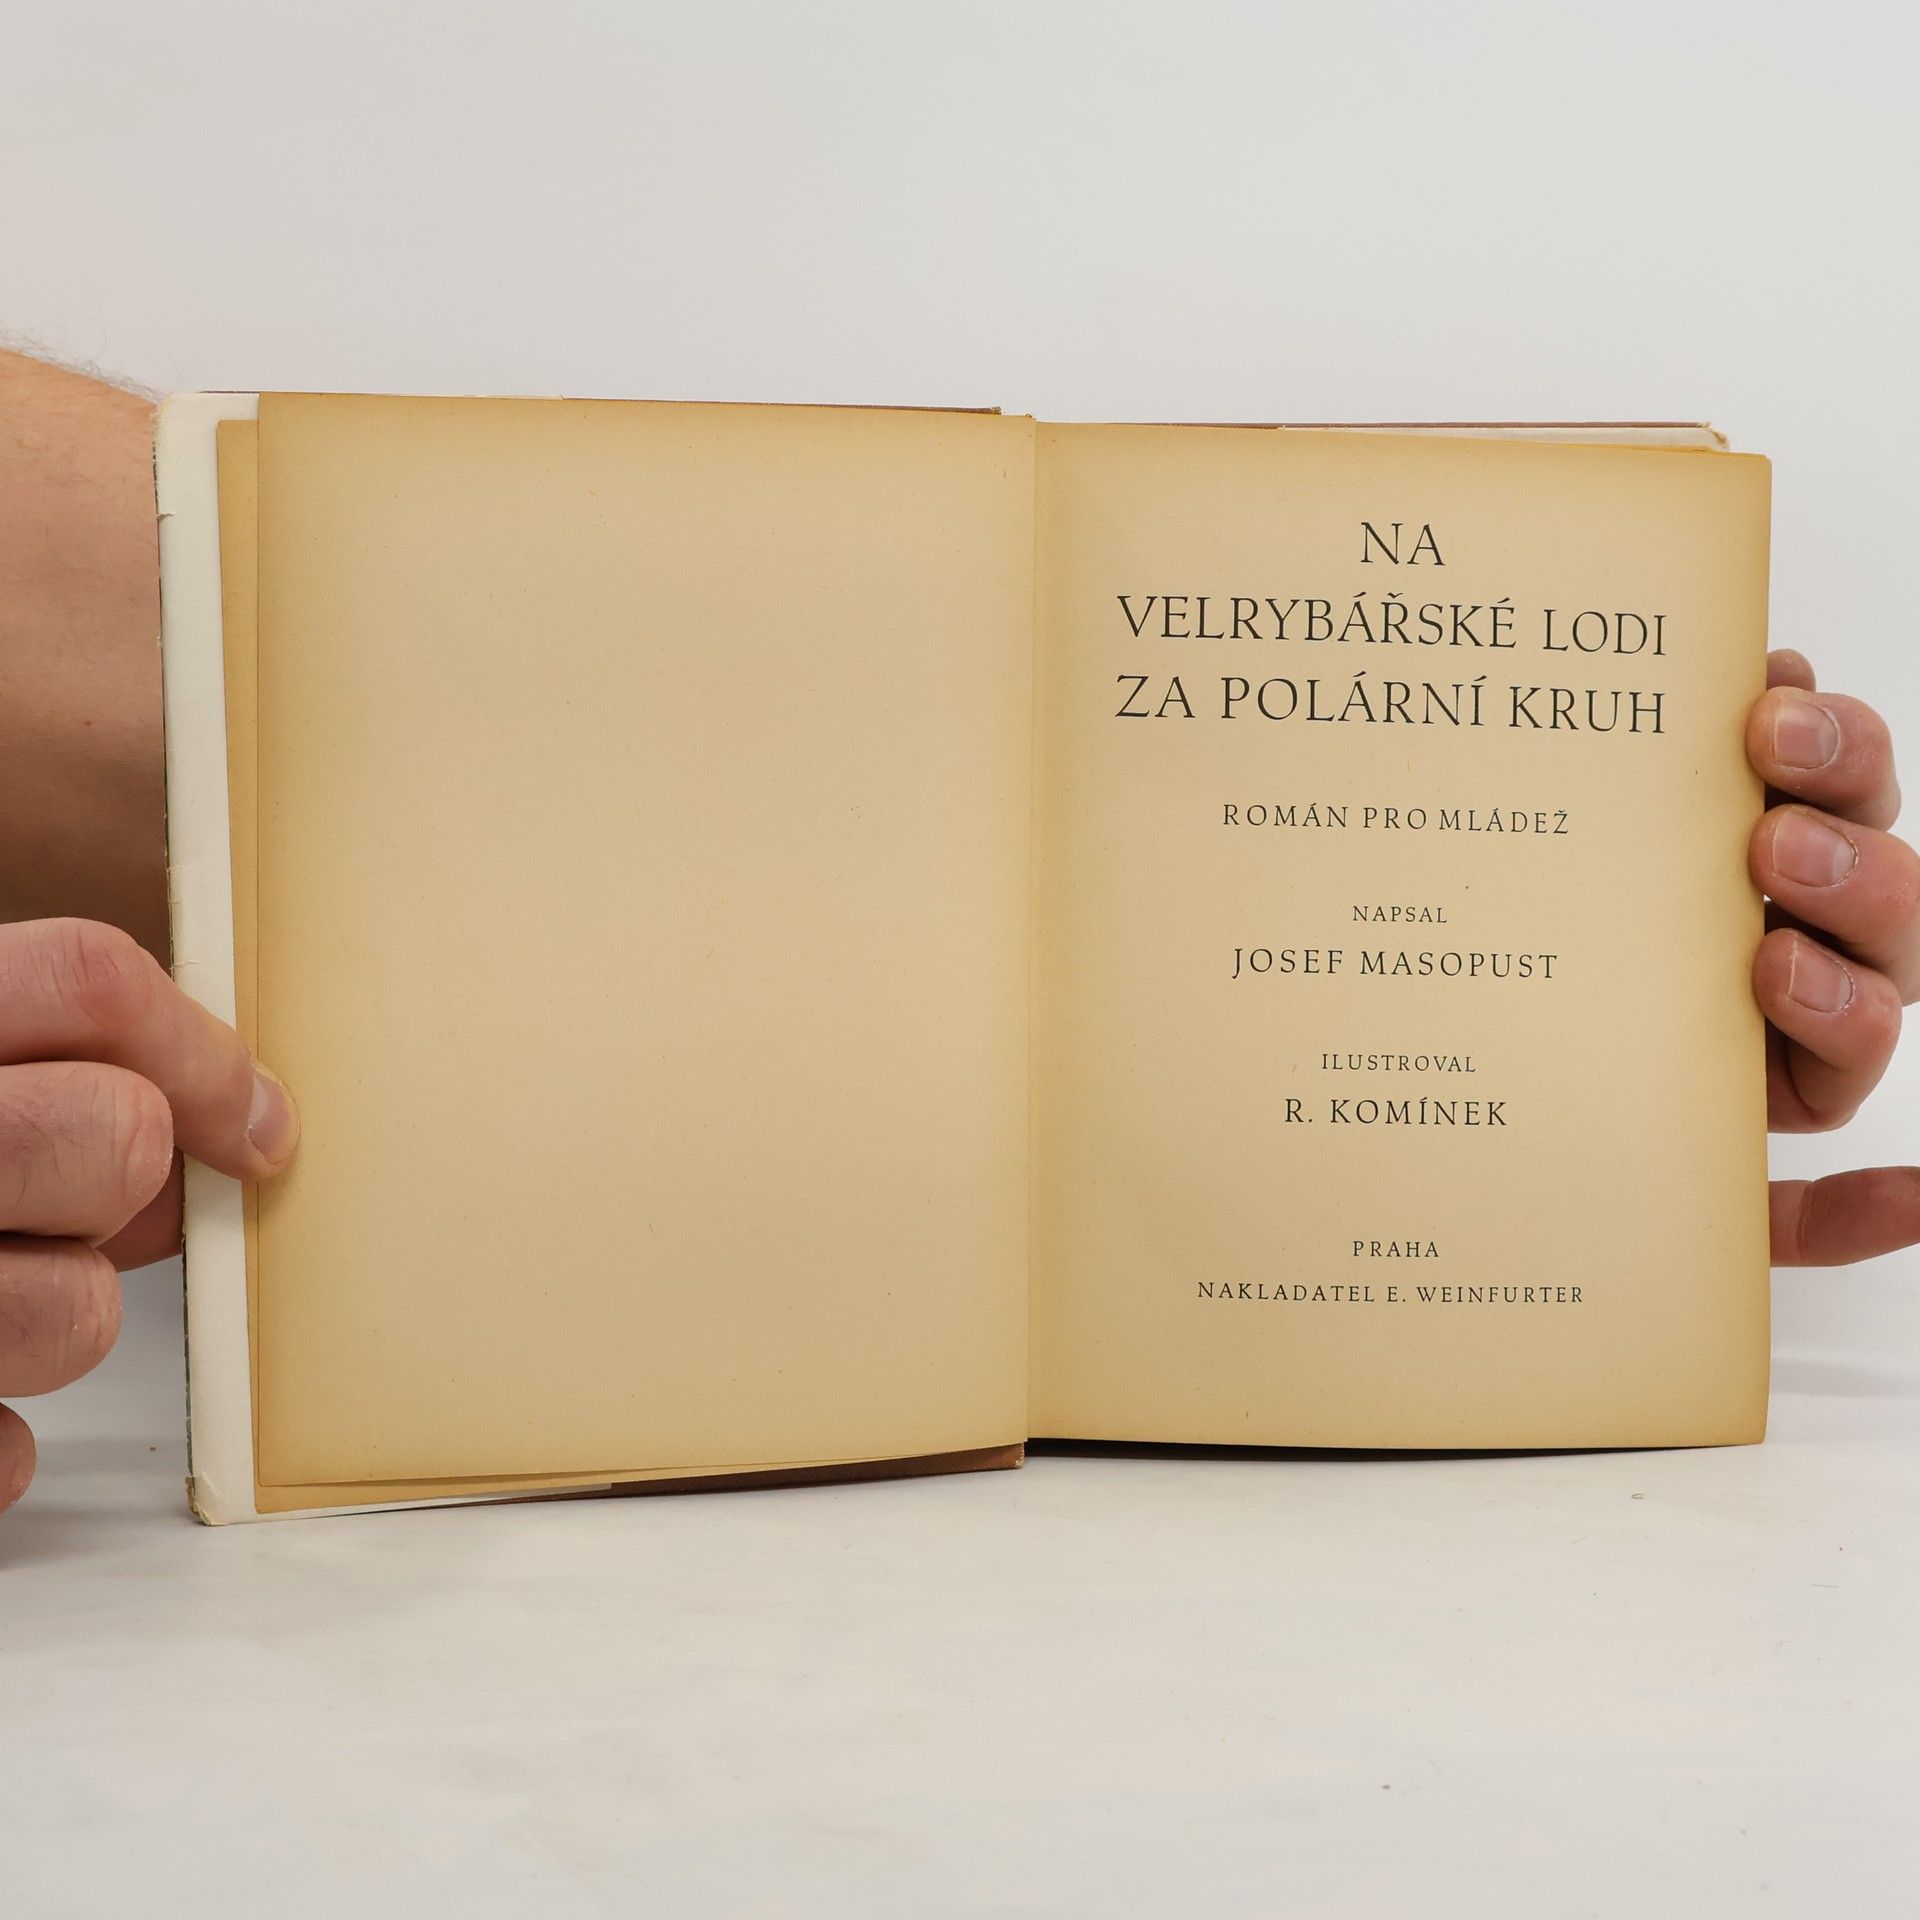 NA
VELRYBÁŘSKÉ LODI
ZA POLÁRNÍ KRUH
ROMÁN PRO MLÁDEŽ
NAPSAL
JOSEF MASOPUST
ILUSTROVAL
R. KOMÍNEK
PRAHA
NAKLADATEL E. WEINFURTER